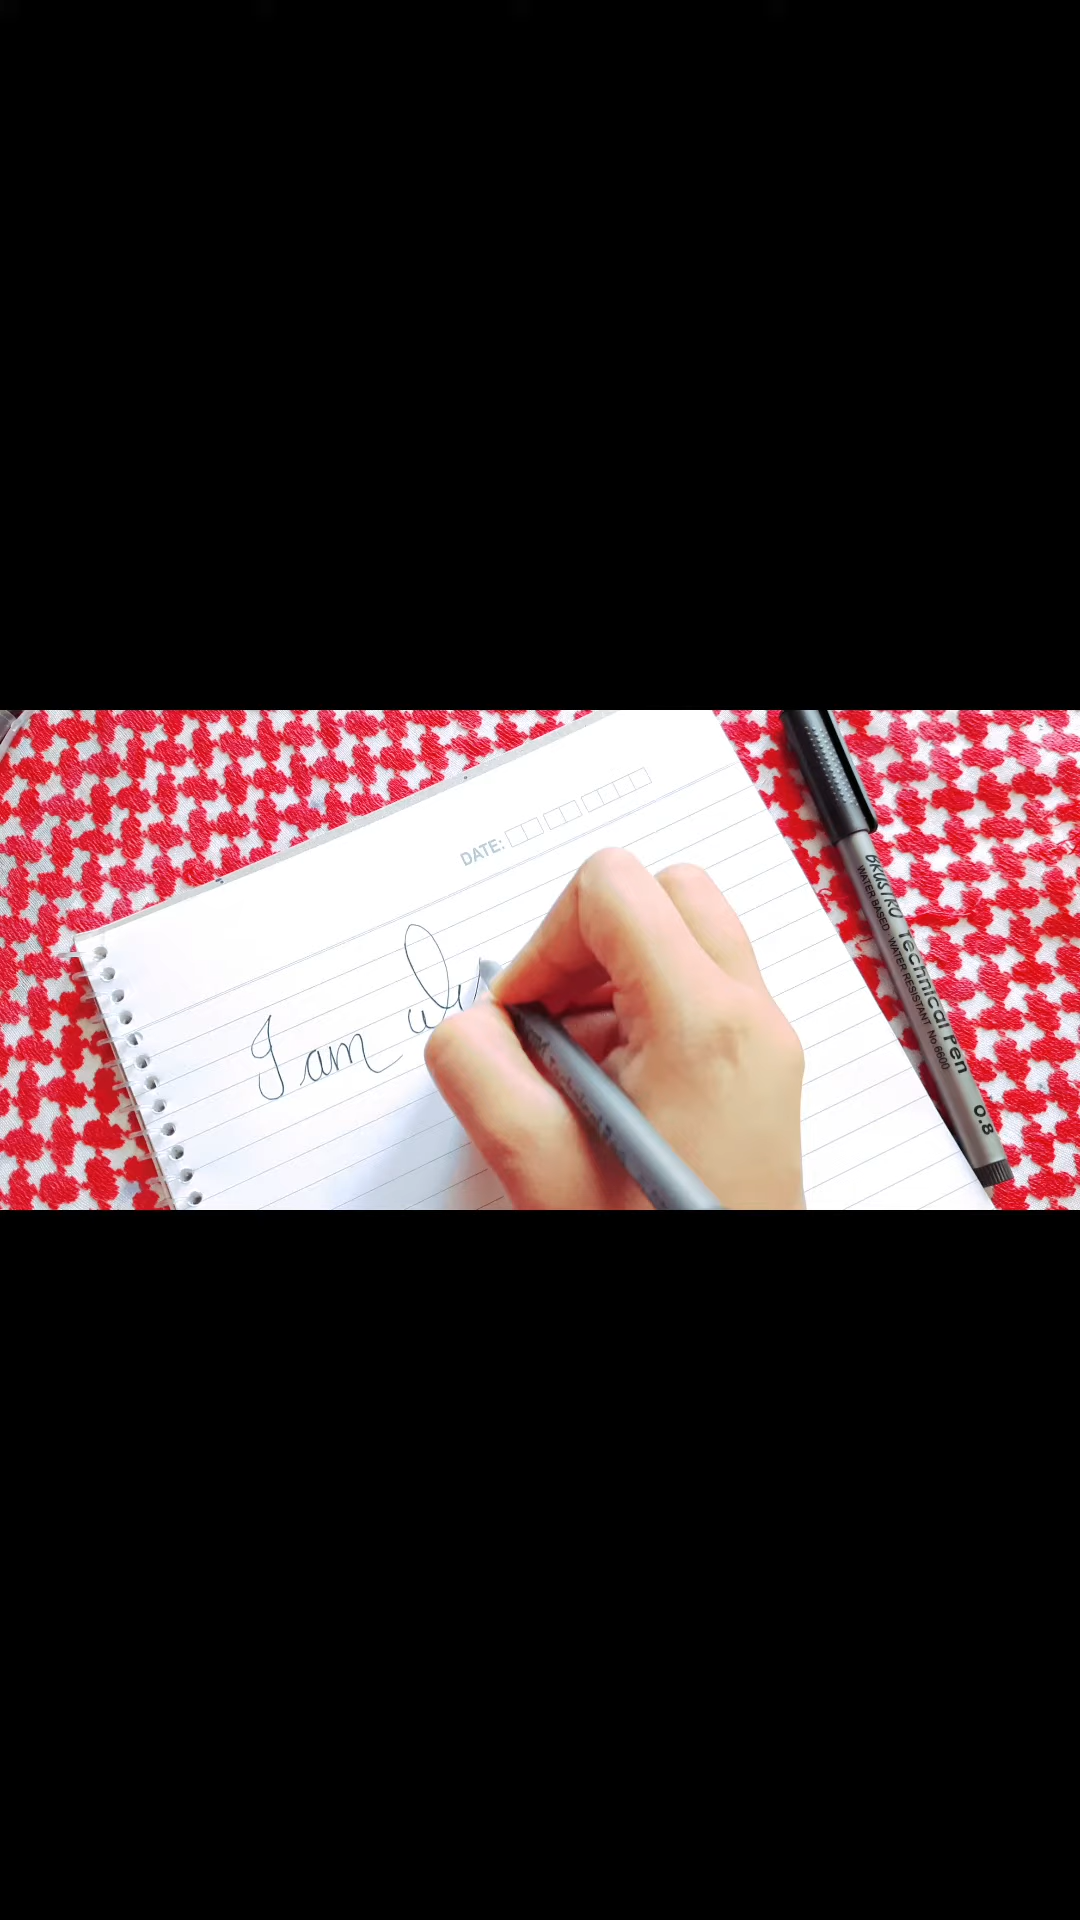 DATE:
I am
BRUSTRO Technical Pen 0.8
WATER BASED · WATER RESISTANT No.6600